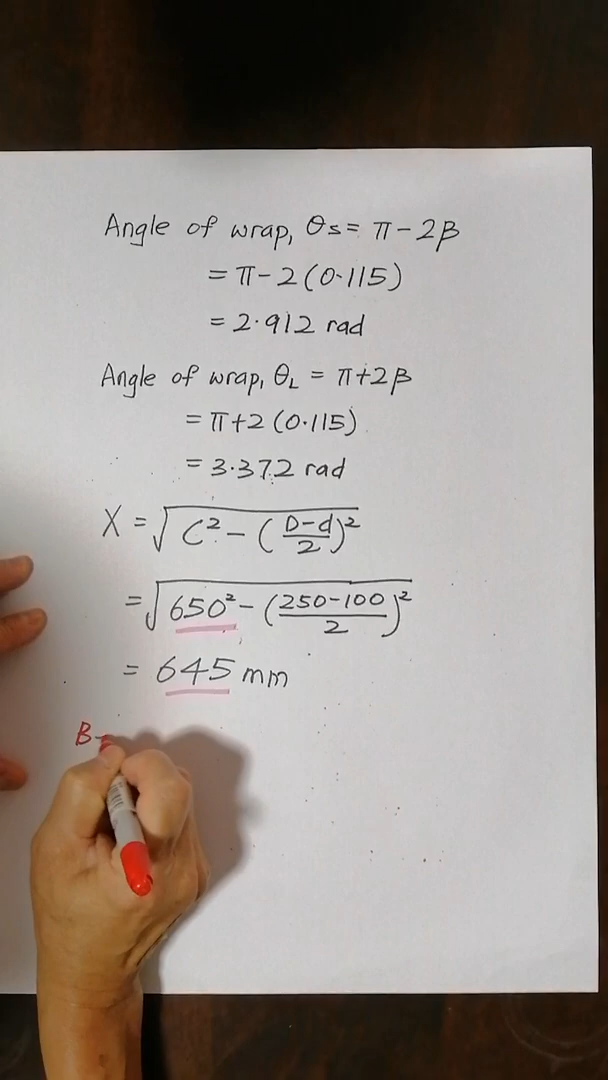 Angle of wrap, θs = π - 2β
= π - 2(0·115)
= 2·912 rad
Angle of wrap, θL = π + 2β
= π + 2(0·115)
= 3·372 rad
X = √(C² - ((D-d)/2)²)
= √(650² - ((250-100)/2)²)
= 645 mm
B